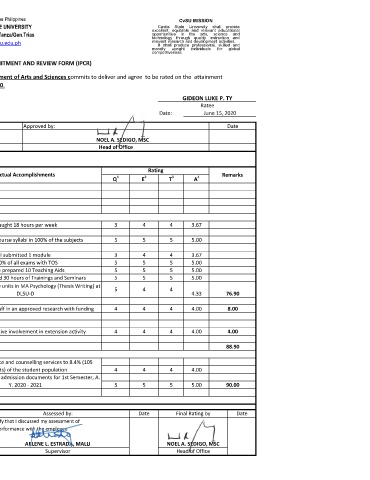 e Philippines
E UNIVERSITY
Tanza/Gen.Trias
u.edu.ph
CvSU MISSION
Cavite State University shall provide
excellent, equitable and relevant educational
opportunities in the arts, science and
technology through quality instruction and
relevant research and development activities.
It shall produce professional, skilled and
morally upright individuals for global
competitiveness.
MITMENT AND REVIEW FORM (IPCR)
ment of Arts and Sciences commits to deliver and agree to be rated on the attainment
0.
GIDEON LUKE P. TY
Ratee
Date: June 15, 2020
Approved by: Date
NOEL A. SEDIGO, MSC
Head of Office
ctual Accomplishments Rating Remarks
Q1 E2 T3 A4
aught 18 hours per week 3 4 4 3.67
ourse syllabi in 100% of the subjects 5 5 5 5.00
d submitted 1 module 3 4 4 3.67
0% of all exams with TOS 5 5 5 5.00
prepared 10 Teaching Aids 5 5 5 5.00
d 30 hours of Trainings and Seminars 5 5 5 5.00
units in MA Psychology (Thesis Writing) at
DLSU-D 5 4 4 4.33 76.90
lf in an approved research with funding 4 4 4 4.00 8.00
ive involvement in extension activity 4 4 4 4.00 4.00
88.90
ce and counselling services to 8.4% (105
ts) of the student population 4 4 4 4.00
admission documents for 1st Semester, A.
Y. 2020 - 2021 5 5 5 5.00 90.00
Assessed by: Date Final Rating by Date
ify that I discussed my assessment of
performance with the employee
ARLENE L. ESTRADA, MALLI NOEL A. SEDIGO, MSC
Supervisor Head of Office